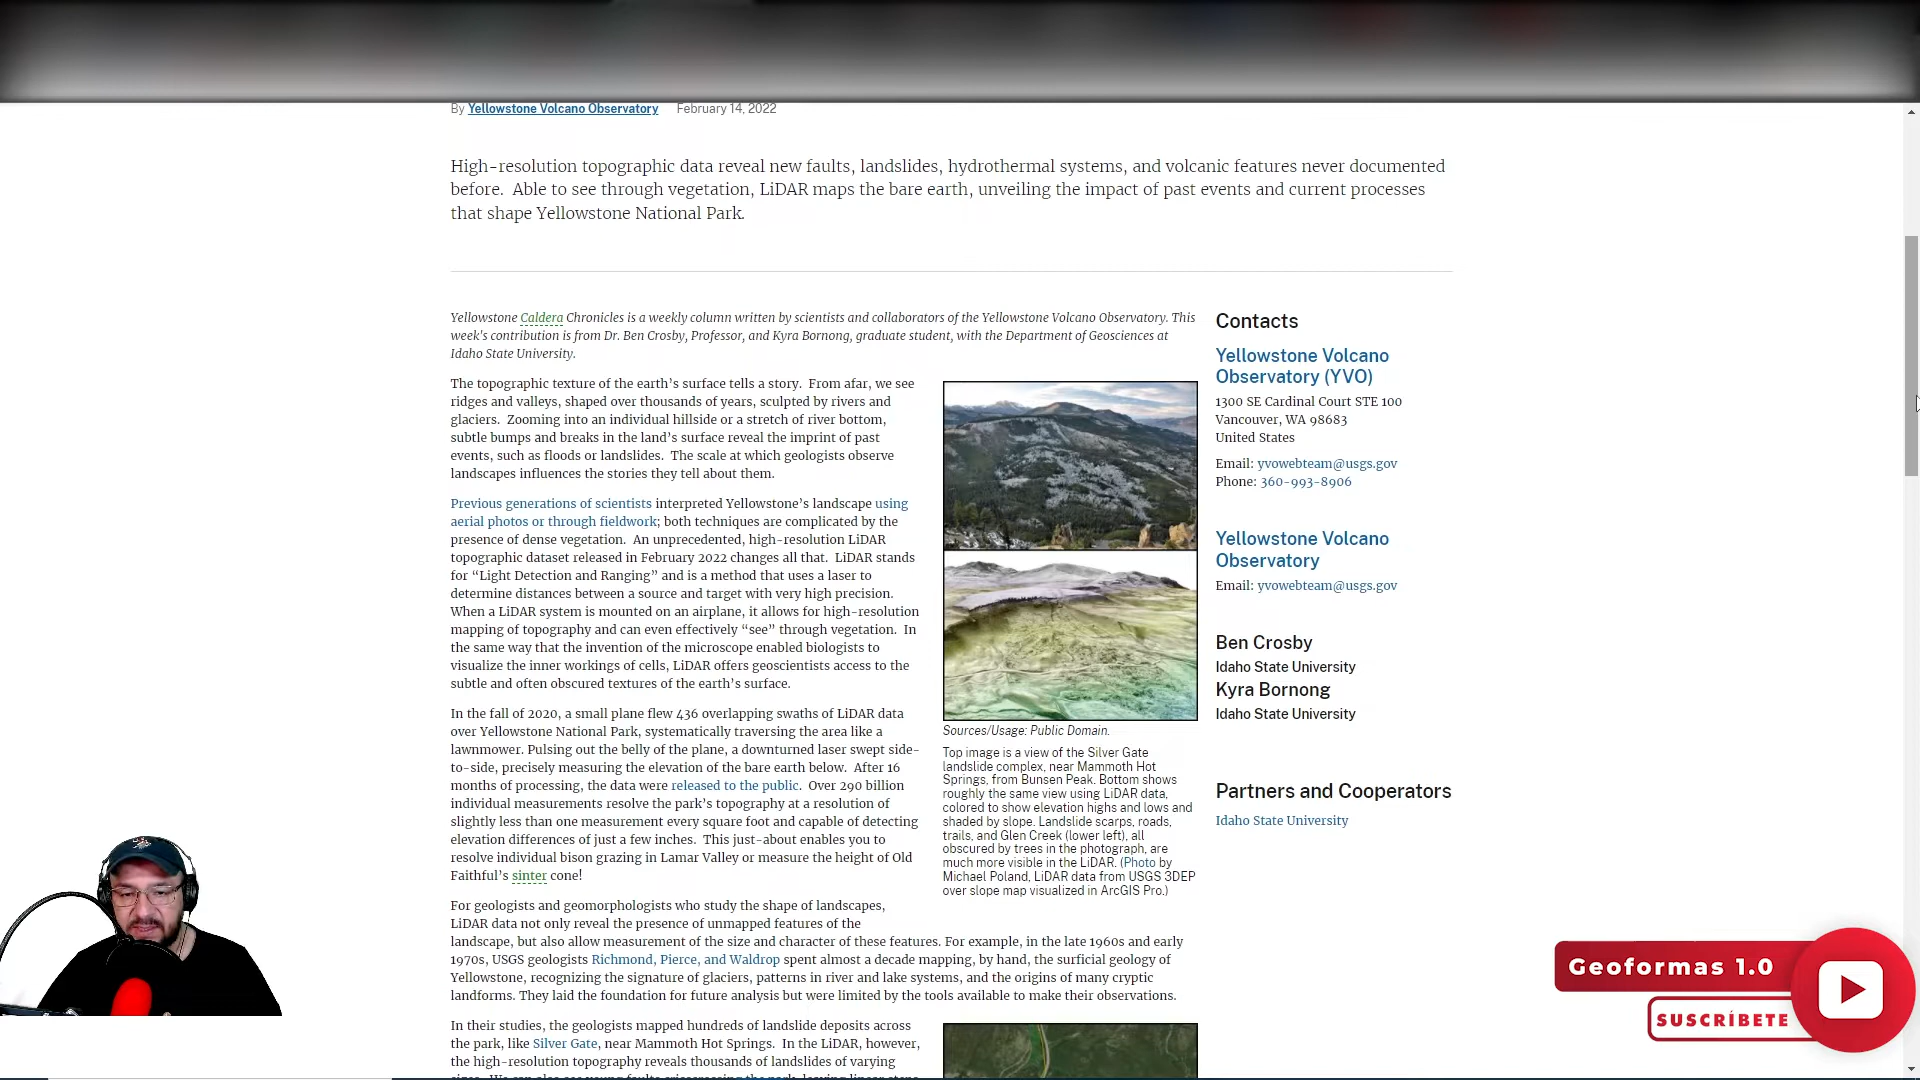 By Yellowstone Volcano Observatory February 14, 2022
High-resolution topographic data reveal new faults, landslides, hydrothermal systems, and volcanic features never documented
before. Able to see through vegetation, LiDAR maps the bare earth, unveiling the impact of past events and current processes
that shape Yellowstone National Park.
Yellowstone Caldera Chronicles is a weekly column written by scientists and collaborators of the Yellowstone Volcano Observatory. This
week's contribution is from Dr. Ben Crosby, Professor, and Kyra Bornong, graduate student, with the Department of Geosciences at
Idaho State University.
The topographic texture of the earth’s surface tells a story. From afar, we see
ridges and valleys, shaped over thousands of years, sculpted by rivers and
glaciers. Zooming into an individual hillside or a stretch of river bottom,
subtle bumps and breaks in the land’s surface reveal the imprint of past
events, such as floods or landslides. The scale at which geologists observe
landscapes influences the stories they tell about them.
Previous generations of scientists interpreted Yellowstone’s landscape using
aerial photos or through fieldwork; both techniques are complicated by the
presence of dense vegetation. An unprecedented, high-resolution LiDAR
topographic dataset released in February 2022 changes all that. LiDAR stands
for “Light Detection and Ranging” and is a method that uses a laser to
determine distances between a source and target with very high precision.
When a LiDAR system is mounted on an airplane, it allows for high-resolution
mapping of topography and can even effectively “see” through vegetation. In
the same way that the invention of the microscope enabled biologists to
visualize the inner workings of cells, LiDAR offers geoscientists access to the
subtle and often obscured textures of the earth’s surface.
In the fall of 2020, a small plane flew 436 overlapping swaths of LiDAR data
over Yellowstone National Park, systematically traversing the area like a
lawnmower. Pulsing out the belly of the plane, a downturned laser swept side-
to-side, precisely measuring the elevation of the bare earth below. After 16
months of processing, the data were released to the public. Over 290 billion
individual measurements resolve the park’s topography at a resolution of
slightly less than one measurement every square foot and capable of detecting
elevation differences of just a few inches. This just-about enables you to
resolve individual bison grazing in Lamar Valley or measure the height of Old
Faithful’s sinter cone!
For geologists and geomorphologists who study the shape of landscapes,
LiDAR data not only reveal the presence of unmapped features of the
landscape, but also allow measurement of the size and character of these features. For example, in the late 1960s and early
1970s, USGS geologists Richmond, Pierce, and Waldrop spent almost a decade mapping, by hand, the surficial geology of
Yellowstone, recognizing the signature of glaciers, patterns in river and lake systems, and the origins of many cryptic
landforms. They laid the foundation for future analysis but were limited by the tools available to make their observations.
In their studies, the geologists mapped hundreds of landslide deposits across
the park, like Silver Gate, near Mammoth Hot Springs. In the LiDAR, however,
the high-resolution topography reveals thousands of landslides of varying
Sources/Usage: Public Domain.
Top image is a view of the Silver Gate
landslide complex, near Mammoth Hot
Springs, from Bunsen Peak. Bottom shows
roughly the same view using LiDAR data,
colored to show elevation highs and lows and
shaded by slope. Landslide scarps, roads,
trails, and Glen Creek (lower left), all
obscured by trees in the photograph, are
much more visible in the LiDAR. (Photo by
Michael Poland, LiDAR data from USGS 3DEP
over slope map visualized in ArcGIS Pro.)
Contacts
Yellowstone Volcano
Observatory (YVO)
1300 SE Cardinal Court STE 100
Vancouver, WA 98683
United States
Email: yvowebteam@usgs.gov
Phone: 360-993-8906
Yellowstone Volcano
Observatory
Email: yvowebteam@usgs.gov
Ben Crosby
Idaho State University
Kyra Bornong
Idaho State University
Partners and Cooperators
Idaho State University
Geoformas 1.0
SUSCRÍBETE